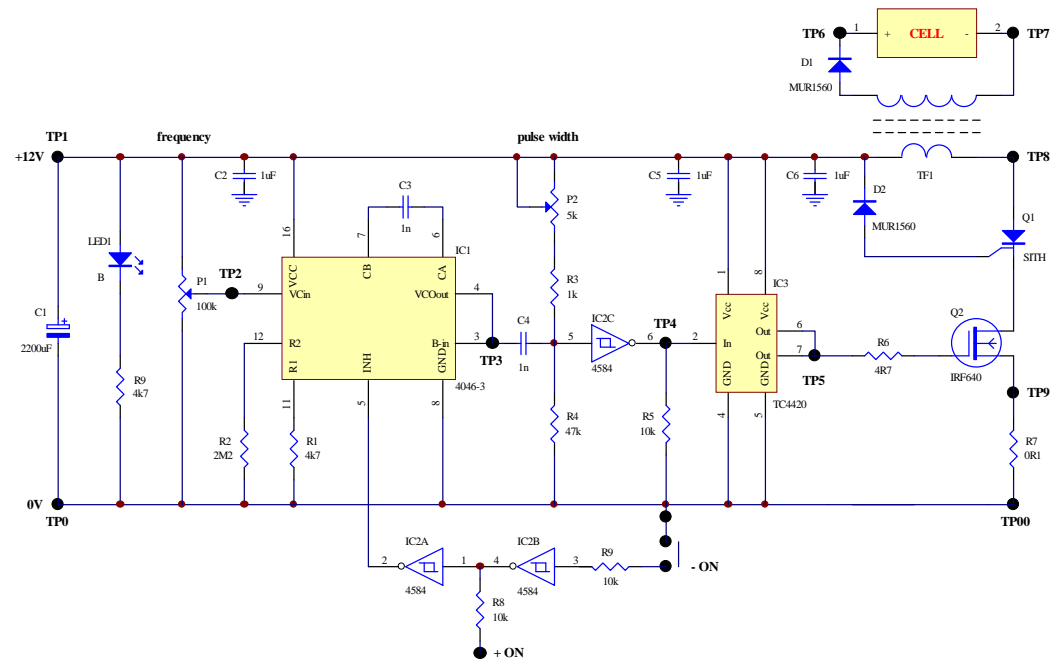 TP6 1 + CELL - 2 TP7
D1
MUR1560
TP1 frequency pulse width
+12V TP8
C2 1uF
C3
1n
7 6
16
P2
5k
C5 1uF
C6 1uF
TF1
D2
MUR1560
Q1
SITH
LED1
B
IC1
VCC CB CA
P1
100k
TP2
9 VCin VCOout 4
R3
1k
1 8
IC3
Vcc Vcc
C1
2200uF
+
12 R2 B-in 3
TP3
C4
1n
5 IC2C 6
4584
TP4
2 In Out 6
Out 7
TP5
R6
4R7
Q2
IRF640
TP9
R1 INH GND
4046-3
GND GND
TC4420
R9
4k7
11 5 8
4 5
R2
2M2
R1
4k7
R4
47k
R5
10k
R7
0R1
0V
TP0 TP00
IC2A
2 1
4584
IC2B
4 3
4584
R9
10k
- ON
R8
10k
+ ON